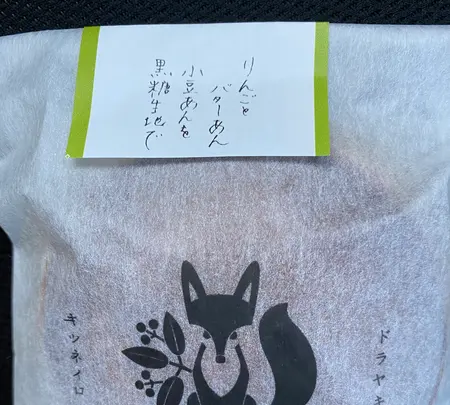 りんごと
バターあん
小豆あんを
黒糖生地で
ドラヤキ
キツネイロ